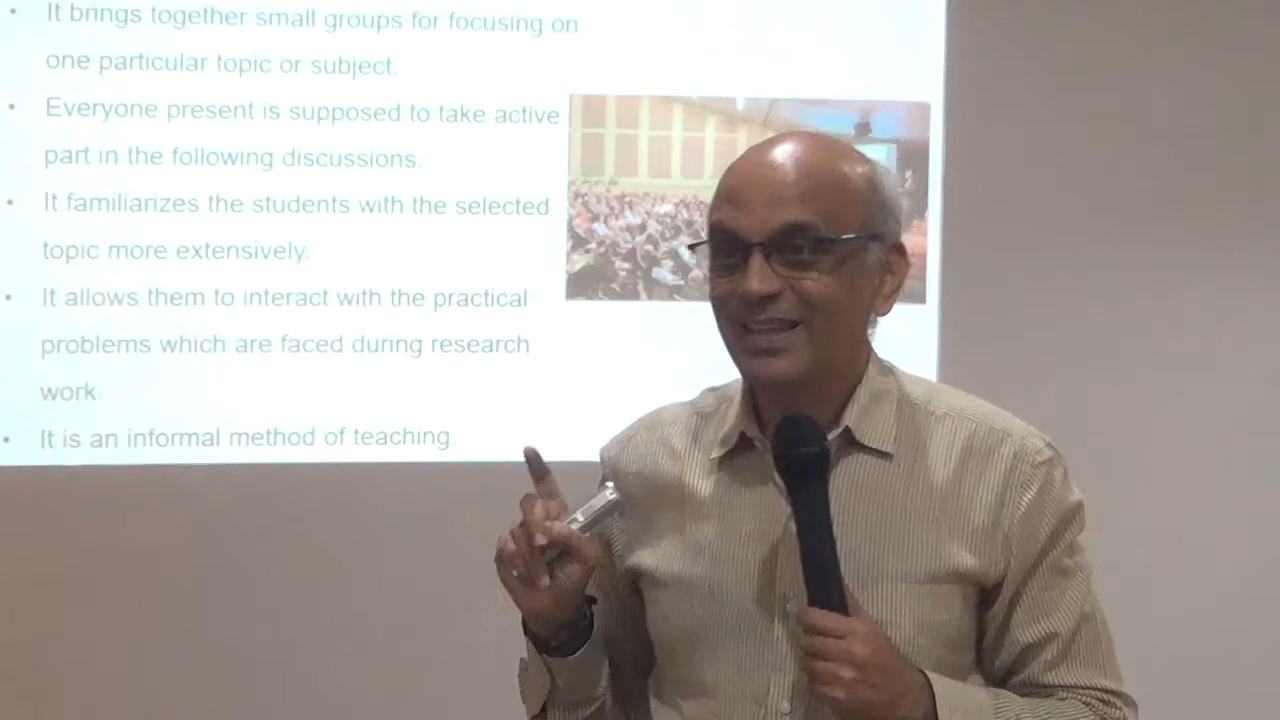 • It brings together small groups for focusing on
one particular topic or subject.
• Everyone present is supposed to take active
part in the following discussions.
• It familiarizes the students with the selected
topic more extensively.
• It allows them to interact with the practical
problems which are faced during research
work
• It is an informal method of teaching.